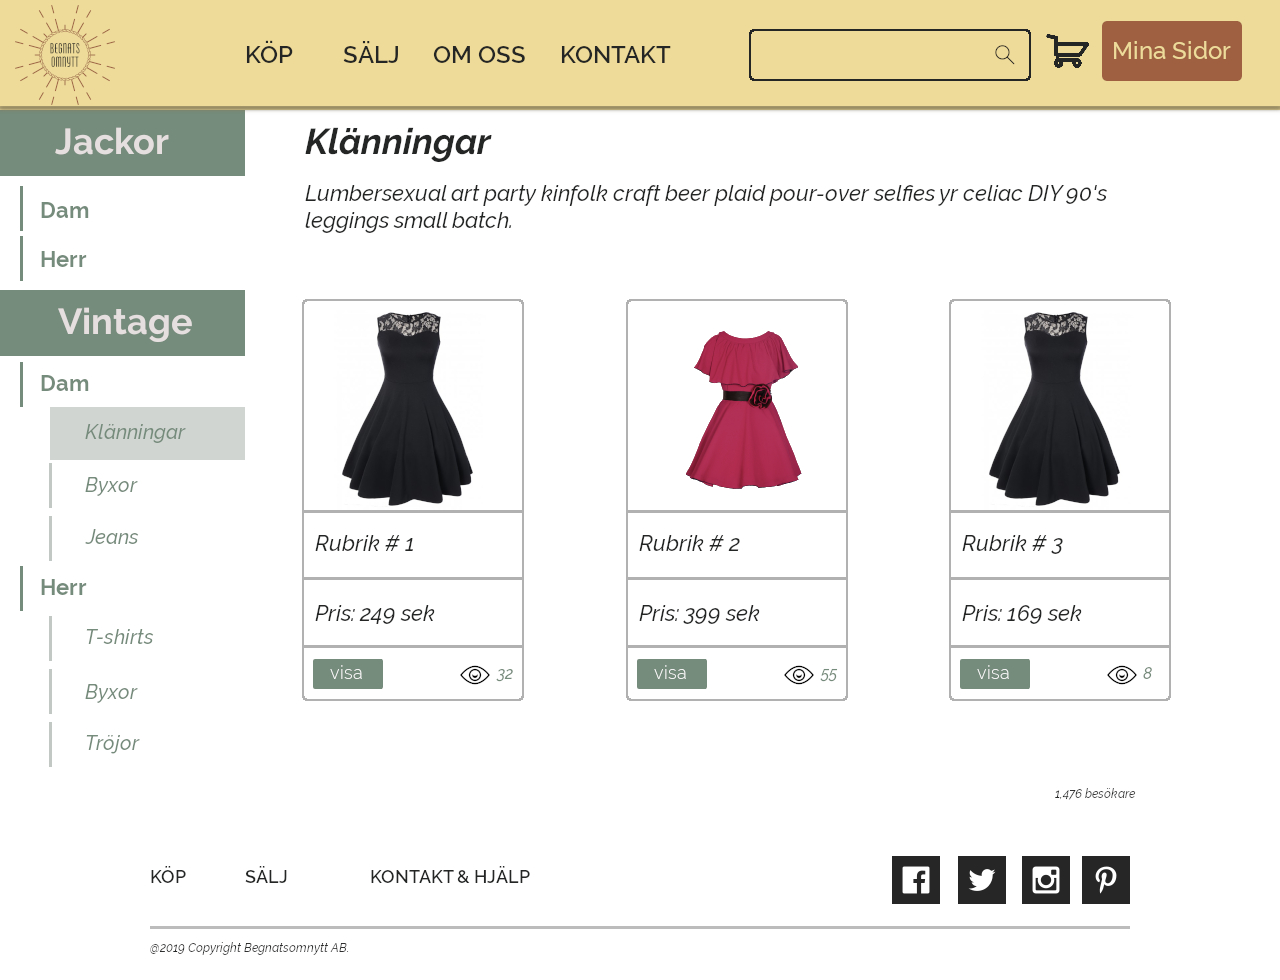 BEGNATS
OMNYTT
KÖP
SÄLJ
OM OSS
KONTAKT
Mina Sidor
Jackor
Dam
Herr
Vintage
Dam
Klänningar
Byxor
Jeans
Herr
T-shirts
Byxor
Tröjor
Klänningar
Lumbersexual art party kinfolk craft beer plaid pour-over selfies yr celiac DIY 90's
leggings small batch.
Rubrik # 1
Pris: 249 sek
visa
32
Rubrik # 2
Pris: 399 sek
visa
55
Rubrik # 3
Pris: 169 sek
visa
8
1,476 besökare
KÖP
SÄLJ
KONTAKT & HJÄLP
@2019 Copyright Begnatsomnytt AB.